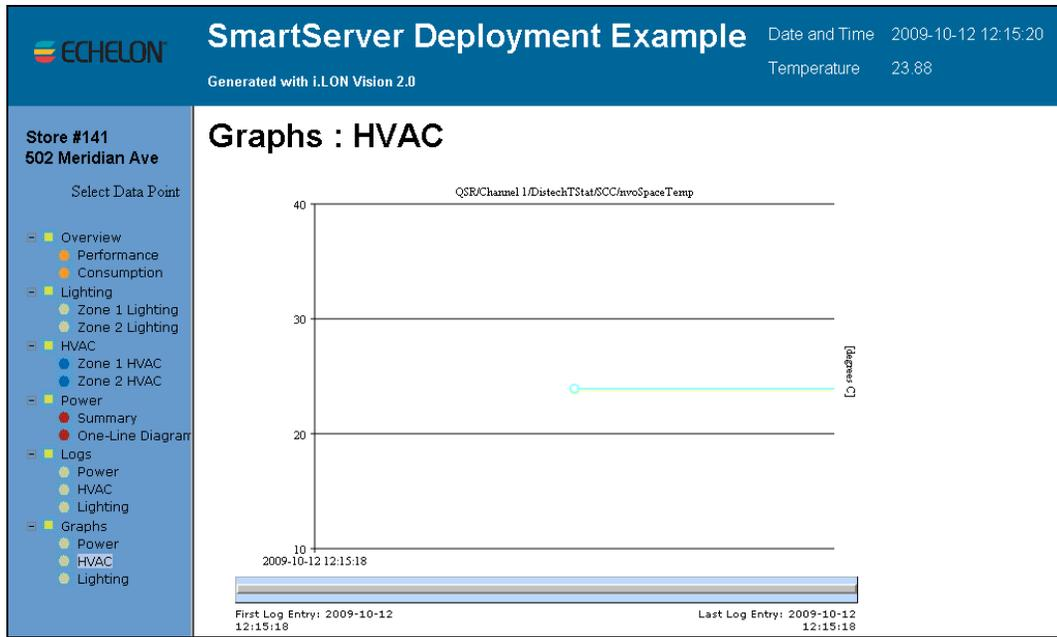 ECHELON
SmartServer Deployment Example
Generated with i.LON Vision 2.0
Date and Time 2009-10-12 12:15:20
Temperature 23.88
Store #141
502 Meridian Ave
Select Data Point
Overview
Performance
Consumption
Lighting
Zone 1 Lighting
Zone 2 Lighting
HVAC
Zone 1 HVAC
Zone 2 HVAC
Power
Summary
One-Line Diagram
Logs
Power
HVAC
Lighting
Graphs
Power
HVAC
Lighting
Graphs : HVAC
QSR/Channel 1/DistechTStat/SCC/nvoSpaceTemp
40
30
20
10
[degrees C]
2009-10-12 12:15:18
First Log Entry: 2009-10-12
12:15:18
Last Log Entry: 2009-10-12
12:15:18